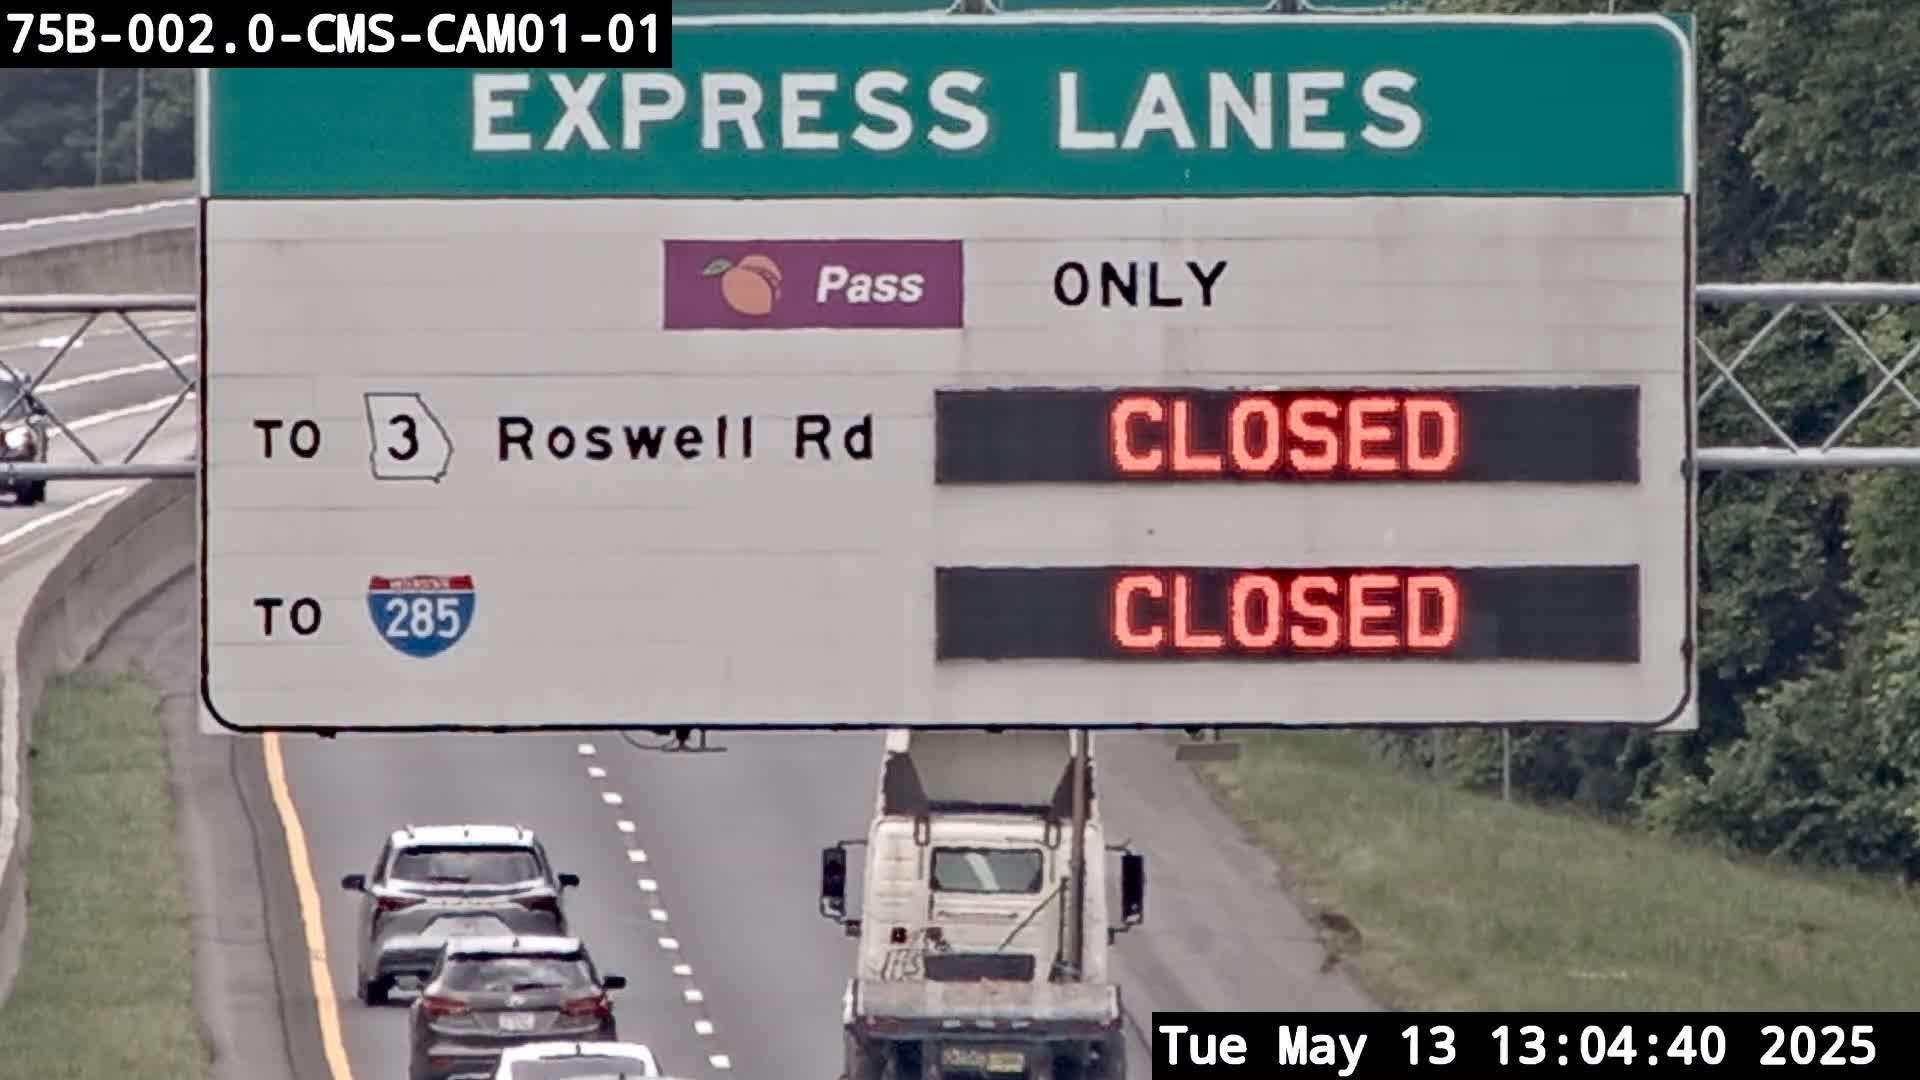 75B-002.0-CMS-CAM01-01
EXPRESS LANES
Pass ONLY
TO 3 Roswell Rd CLOSED
TO 285 CLOSED
Tue May 13 13:04:40 2025